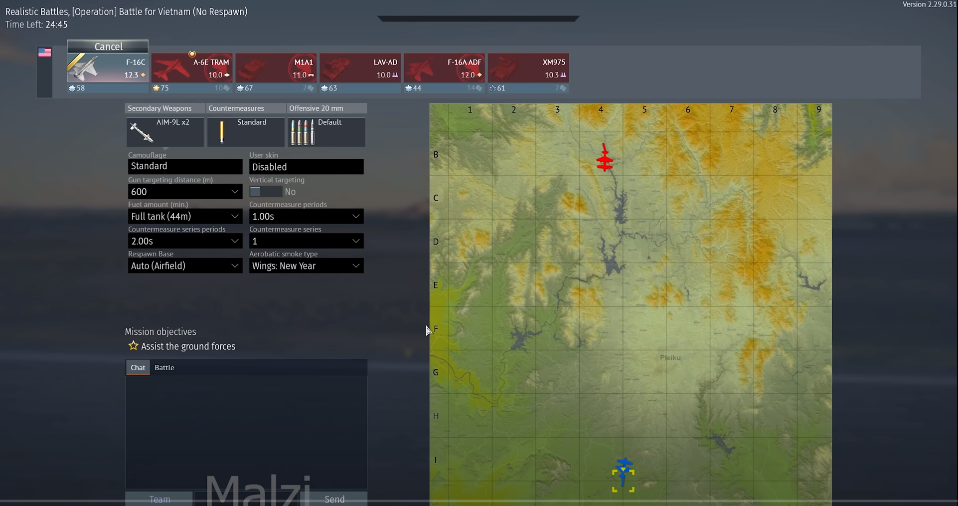 Realistic Battles, [Operation] Battle for Vietnam (No Respawn)
Version 2.29.0.31
Time Left: 24:45
Cancel
F-16C
12.3
58
A-6E TRAM
10.0
75
10
M1A1
11.0
67
LAV-AD
10.0
63
F-16A ADF
12.0
44
14
XM975
10.3
61
Secondary Weapons
Countermeasures
Offensive 20 mm
AIM-9L x2
Standard
Default
Camouflage
User skin
Standard
Disabled
Gun targeting distance (m)
Vertical targeting
600
No
Fuel amount (min.)
Countermeasure periods
Full tank (44m)
1.00s
Countermeasure series periods
Countermeasure series
2.00s
1
Respawn Base
Aerobatic smoke type
Auto (Airfield)
Wings: New Year
Mission objectives
Assist the ground forces
Chat
Battle
Malzi
Team
Send
1 2 3 4 5 6 7 8 9
B
C
D
E
F
G
H
I
Pleiku